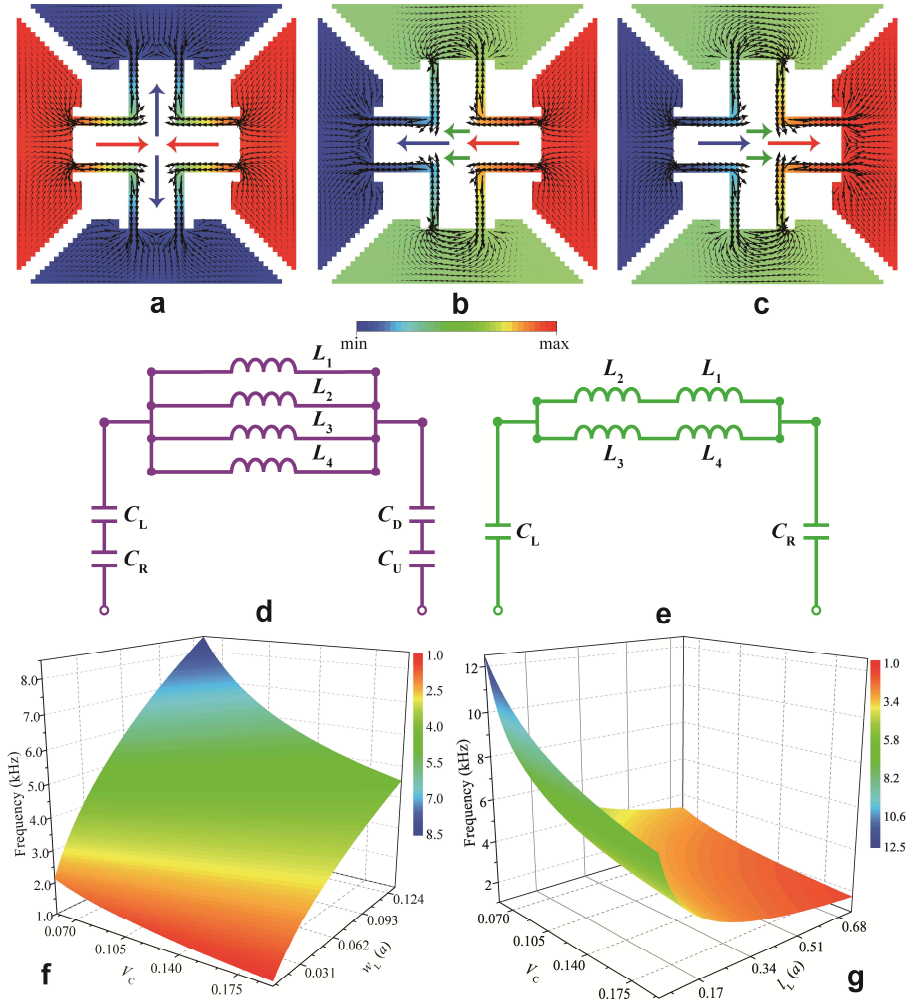 a b c
min max
L1
L2
L3
L4
CL
CR
CD
CU
d
L2 L1
L3 L4
CL CR
e
8.0
7.0
6.0
5.0
4.0
3.0
2.0
1.0
Frequency (kHz)
0.070
0.105
0.140
0.175
VC
0.031
0.062
0.093
0.124
wL (a)
1.0
2.5
4.0
5.5
7.0
8.5
f
12
10
8
6
4
2
Frequency (kHz)
0.070
0.105
0.140
0.175
VC
0.17
0.34
0.51
0.68
lL (a)
1.0
3.4
5.8
8.2
10.6
12.5
g